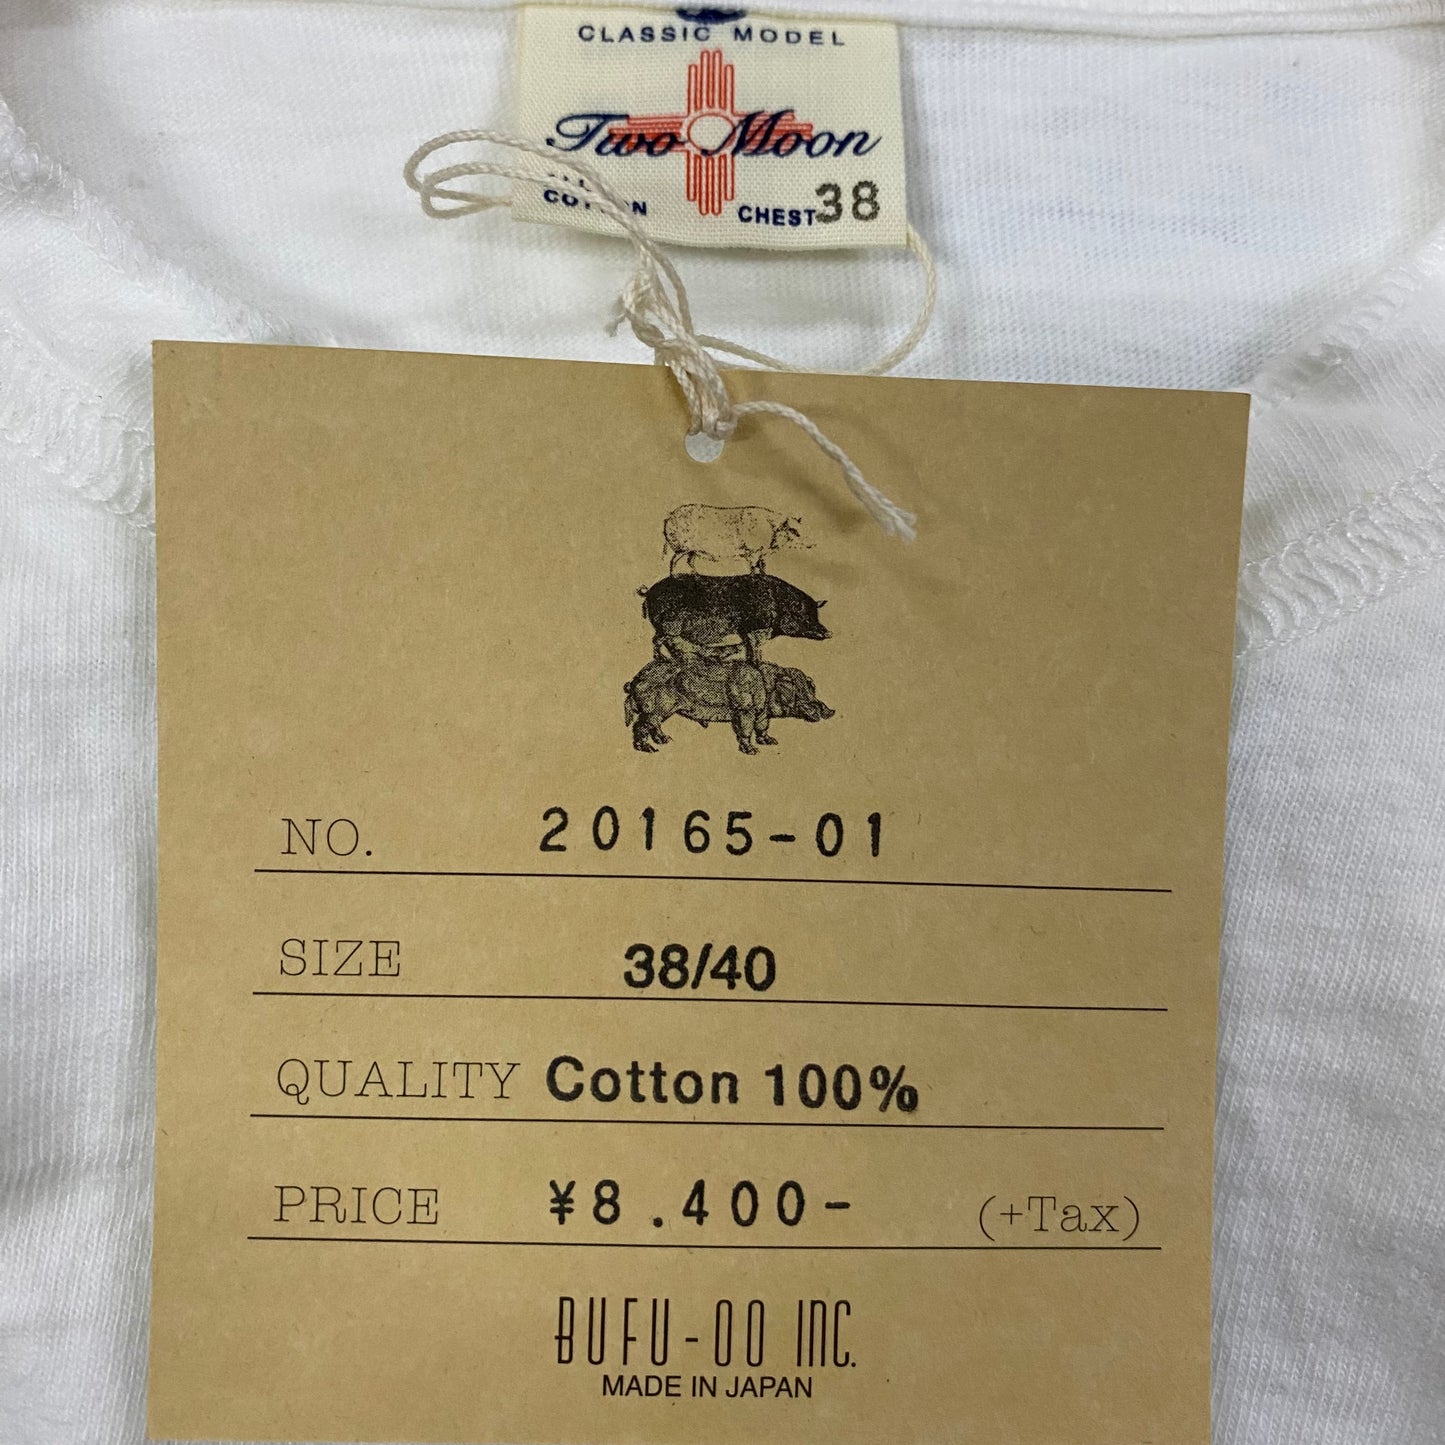 CLASSIC MODEL
Two Moon
CHEST 38
NO. 20165-01
SIZE 38/40
QUALITY Cotton 100%
PRICE ¥8.400- (+Tax)
BUFU-OO INC.
MADE IN JAPAN